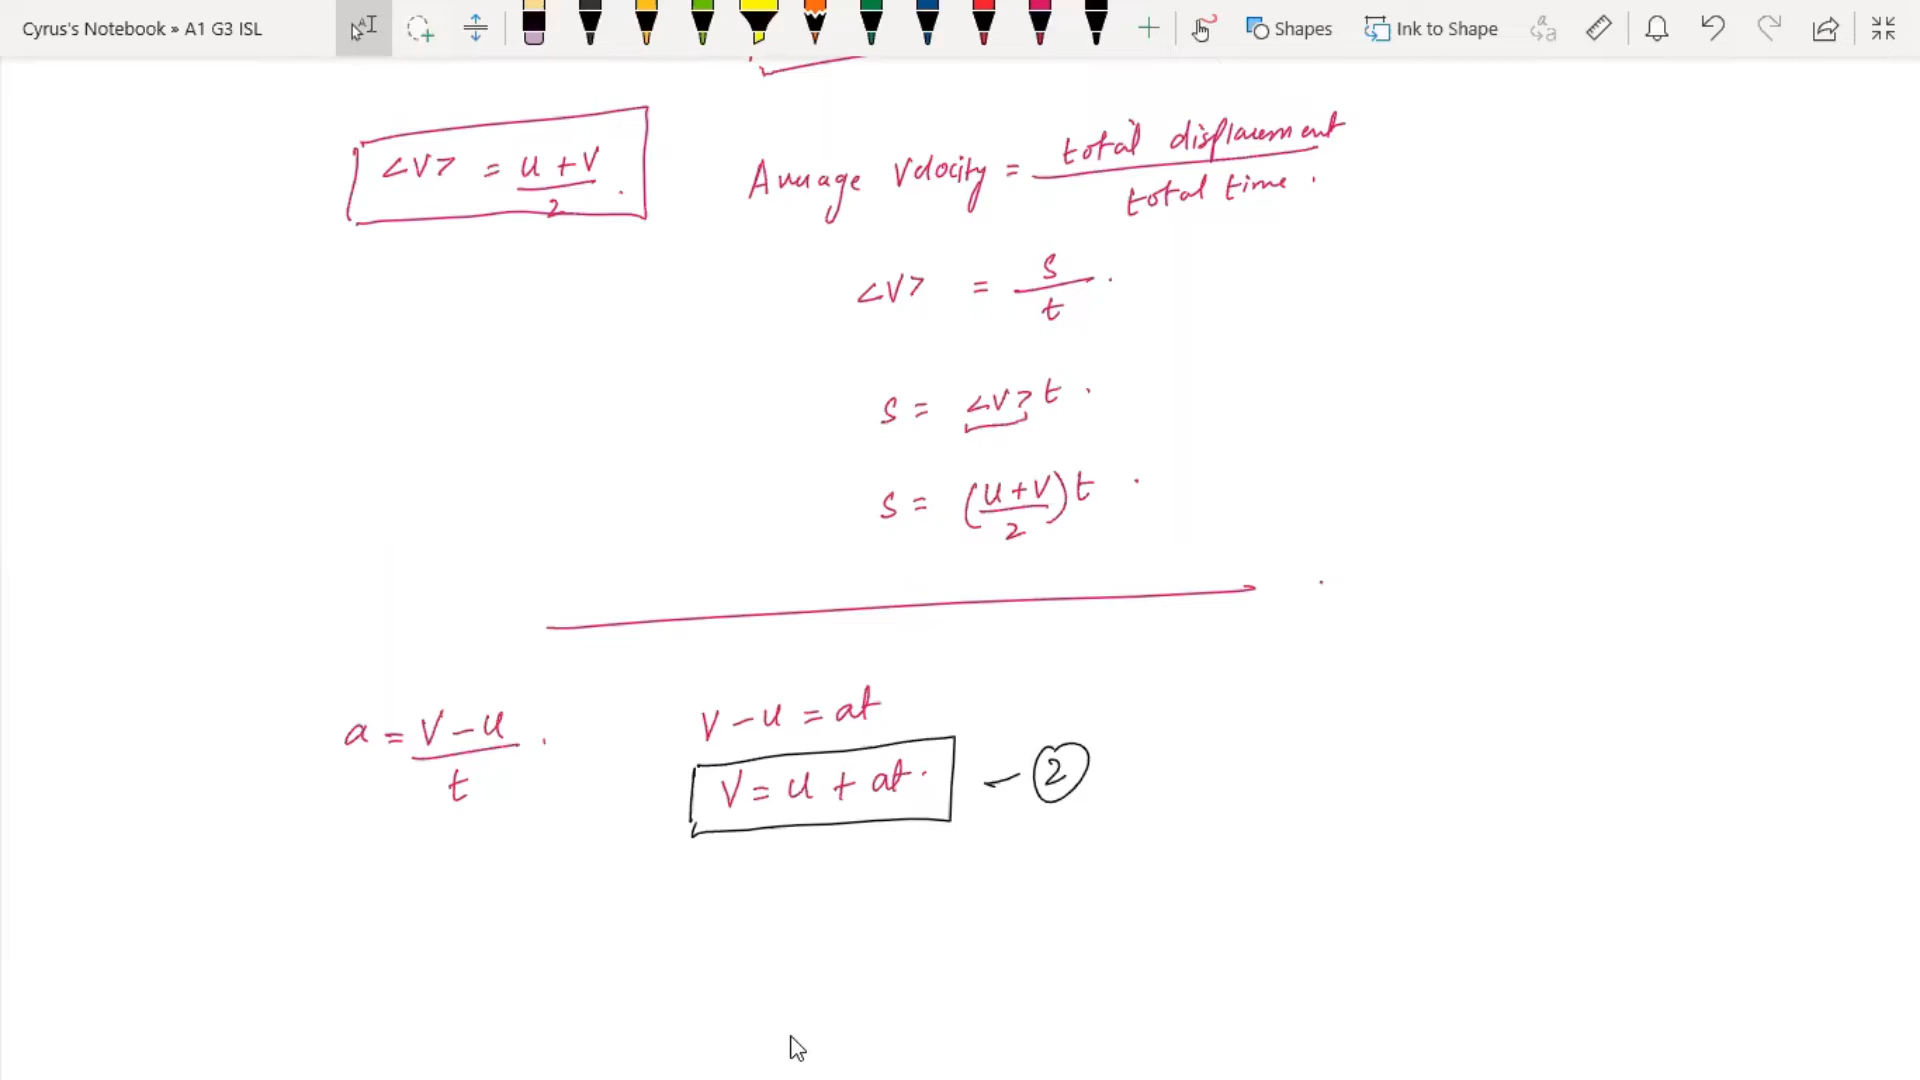 Cyrus's Notebook » A1 G3 ISL
Shapes
Ink to Shape
<V> = u + V / 2 .
Average Velocity = total displacement / total time .
<V> = s / t .
s = <V> t .
s = (u + V / 2) t .
a = V - u / t .
V - u = at
V = u + at . - 2